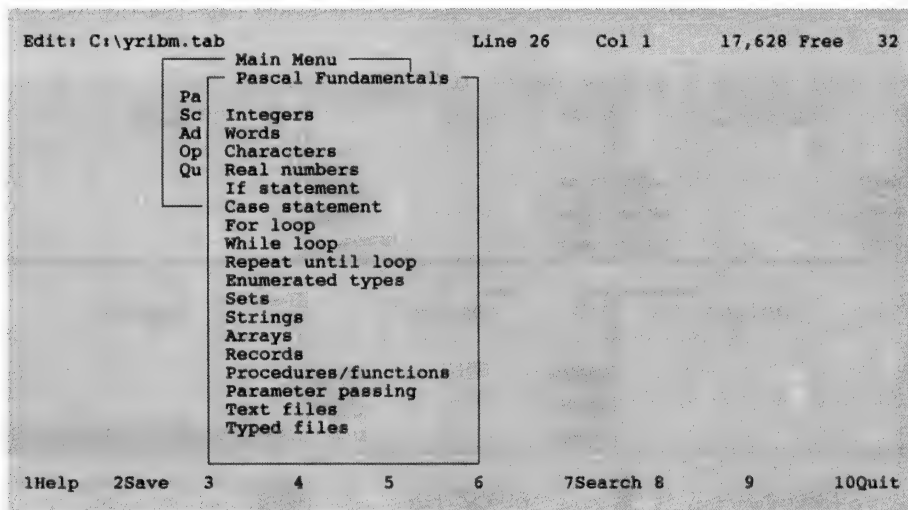 Edit: C:\yribm.tab Line 26 Col 1 17,628 Free 32
Main Menu
Pascal Fundamentals
Pa
Sc Integers
Ad Words
Op Characters
Qu Real numbers
If statement
Case statement
For loop
While loop
Repeat until loop
Enumerated types
Sets
Strings
Arrays
Records
Procedures/functions
Parameter passing
Text files
Typed files
1Help 2Save 3 4 5 6 7Search 8 9 10Quit